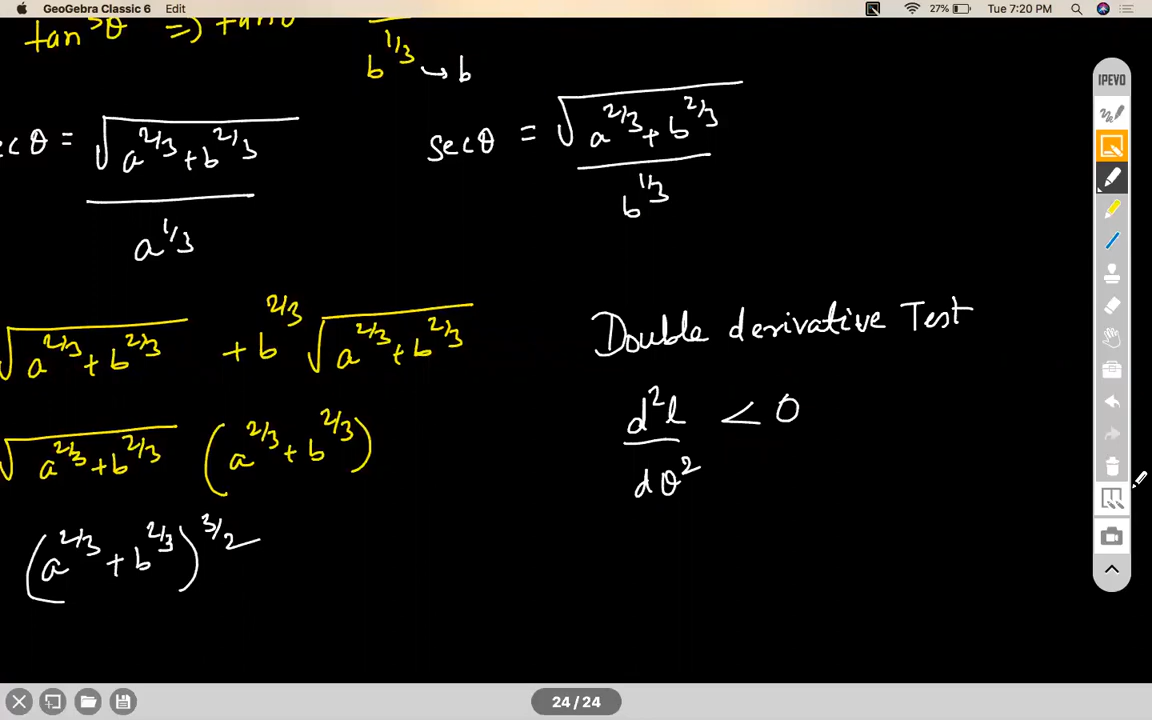 GeoGebra Classic 6 Edit 27% Tue 7:20 PM
tan³θ => tanθ
b^{1/3} → b
IPEVO
ecθ = √(a^{2/3}+b^{2/3}) / a^{1/3}
secθ = √(a^{2/3}+b^{2/3}) / b^{1/3}
√(a^{2/3}+b^{2/3}) + b^{2/3} √(a^{2/3}+b^{2/3})
Double derivative Test
√(a^{2/3}+b^{2/3}) (a^{2/3}+b^{2/3})
d²l / dθ² < 0
(a^{2/3}+b^{2/3})^{3/2}
24/24